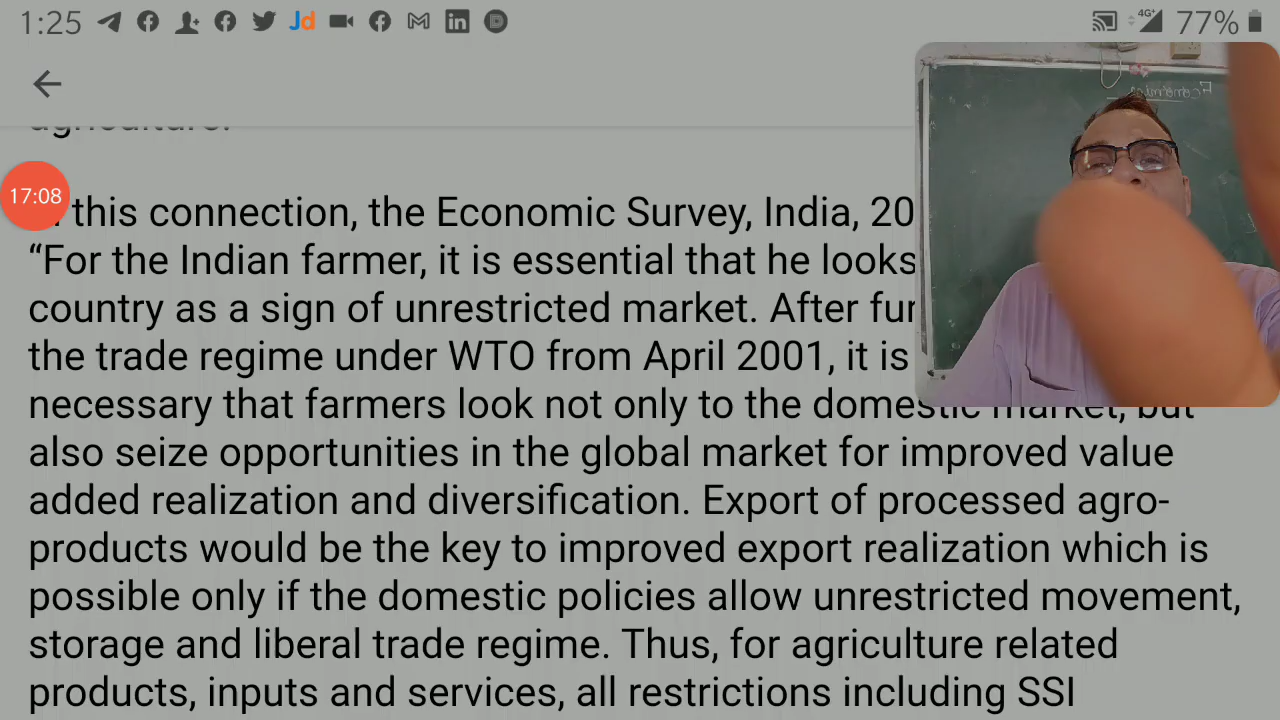 1:25
Jd
4G+
77%
Economics
agriculture.
17:08
this connection, the Economic Survey, India, 20
“For the Indian farmer, it is essential that he looks
country as a sign of unrestricted market. After fur
the trade regime under WTO from April 2001, it is
necessary that farmers look not only to the domestic market, but
also seize opportunities in the global market for improved value
added realization and diversification. Export of processed agro-
products would be the key to improved export realization which is
possible only if the domestic policies allow unrestricted movement,
storage and liberal trade regime. Thus, for agriculture related
products, inputs and services, all restrictions including SSI